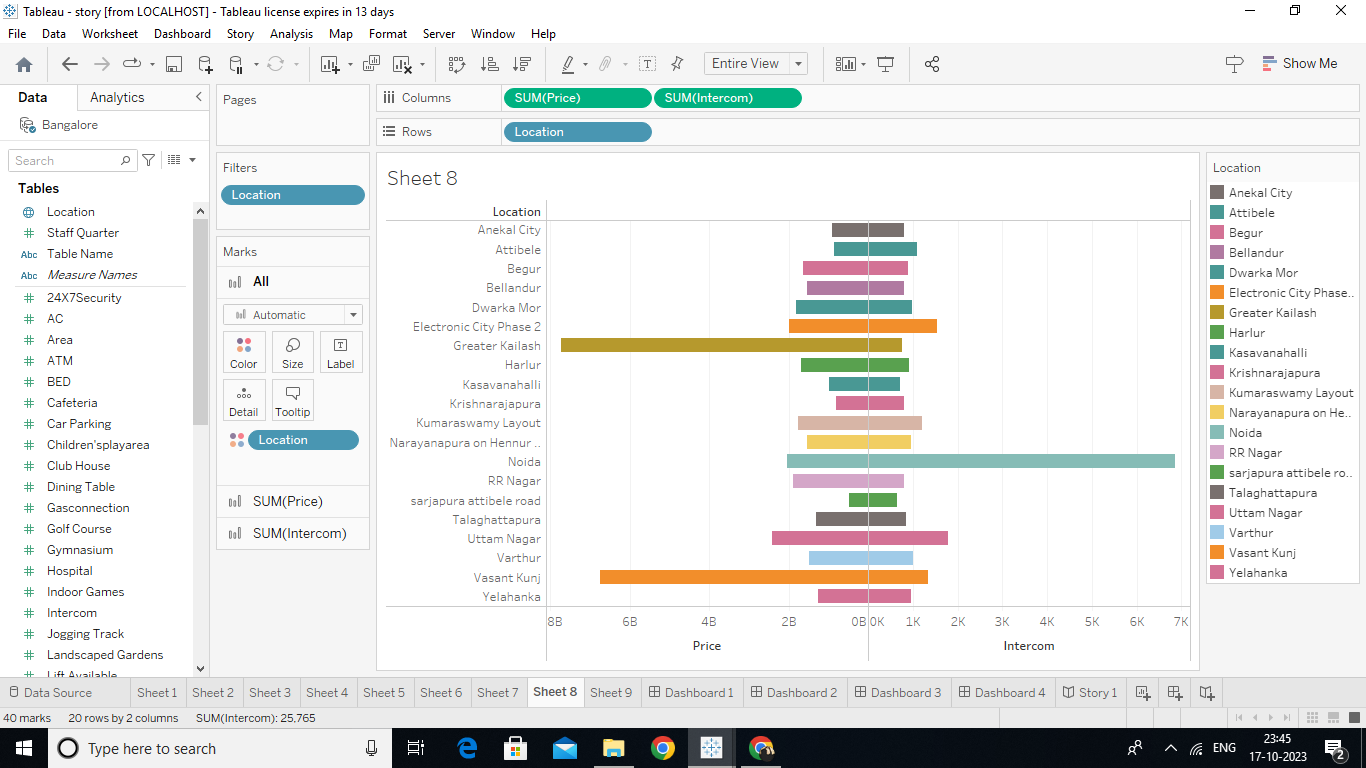 Tableau - story [from LOCALHOST] - Tableau license expires in 13 days
File Data Worksheet Dashboard Story Analysis Map Format Server Window Help
Entire View
Show Me
Data Analytics
Bangalore
Search
Tables
Location
Staff Quarter
Abc Table Name
Abc Measure Names
24X7Security
AC
Area
ATM
BED
Cafeteria
Car Parking
Children'splayarea
Club House
Dining Table
Gasconnection
Golf Course
Gymnasium
Hospital
Indoor Games
Intercom
Jogging Track
Landscaped Gardens
Lift Available
Pages
Filters
Location
Marks
All
Automatic
Color Size Label
Detail Tooltip
Location
SUM(Price)
SUM(Intercom)
Columns SUM(Price) SUM(Intercom)
Rows Location
Sheet 8
Location
Anekal City
Attibele
Begur
Bellandur
Dwarka Mor
Electronic City Phase 2
Greater Kailash
Harlur
Kasavanahalli
Krishnarajapura
Kumaraswamy Layout
Narayanapura on Hennur ..
Noida
RR Nagar
sarjapura attibele road
Talaghattapura
Uttam Nagar
Varthur
Vasant Kunj
Yelahanka
8B 6B 4B 2B 0B 0K 1K 2K 3K 4K 5K 6K 7K
Price Intercom
Location
Anekal City
Attibele
Begur
Bellandur
Dwarka Mor
Electronic City Phase..
Greater Kailash
Harlur
Kasavanahalli
Krishnarajapura
Kumaraswamy Layout
Narayanapura on He..
Noida
RR Nagar
sarjapura attibele ro..
Talaghattapura
Uttam Nagar
Varthur
Vasant Kunj
Yelahanka
Data Source Sheet 1 Sheet 2 Sheet 3 Sheet 4 Sheet 5 Sheet 6 Sheet 7 Sheet 8 Sheet 9 Dashboard 1 Dashboard 2 Dashboard 3 Dashboard 4 Story 1
40 marks 20 rows by 2 columns SUM(Intercom): 25,765
Type here to search
ENG
23:45
17-10-2023
2